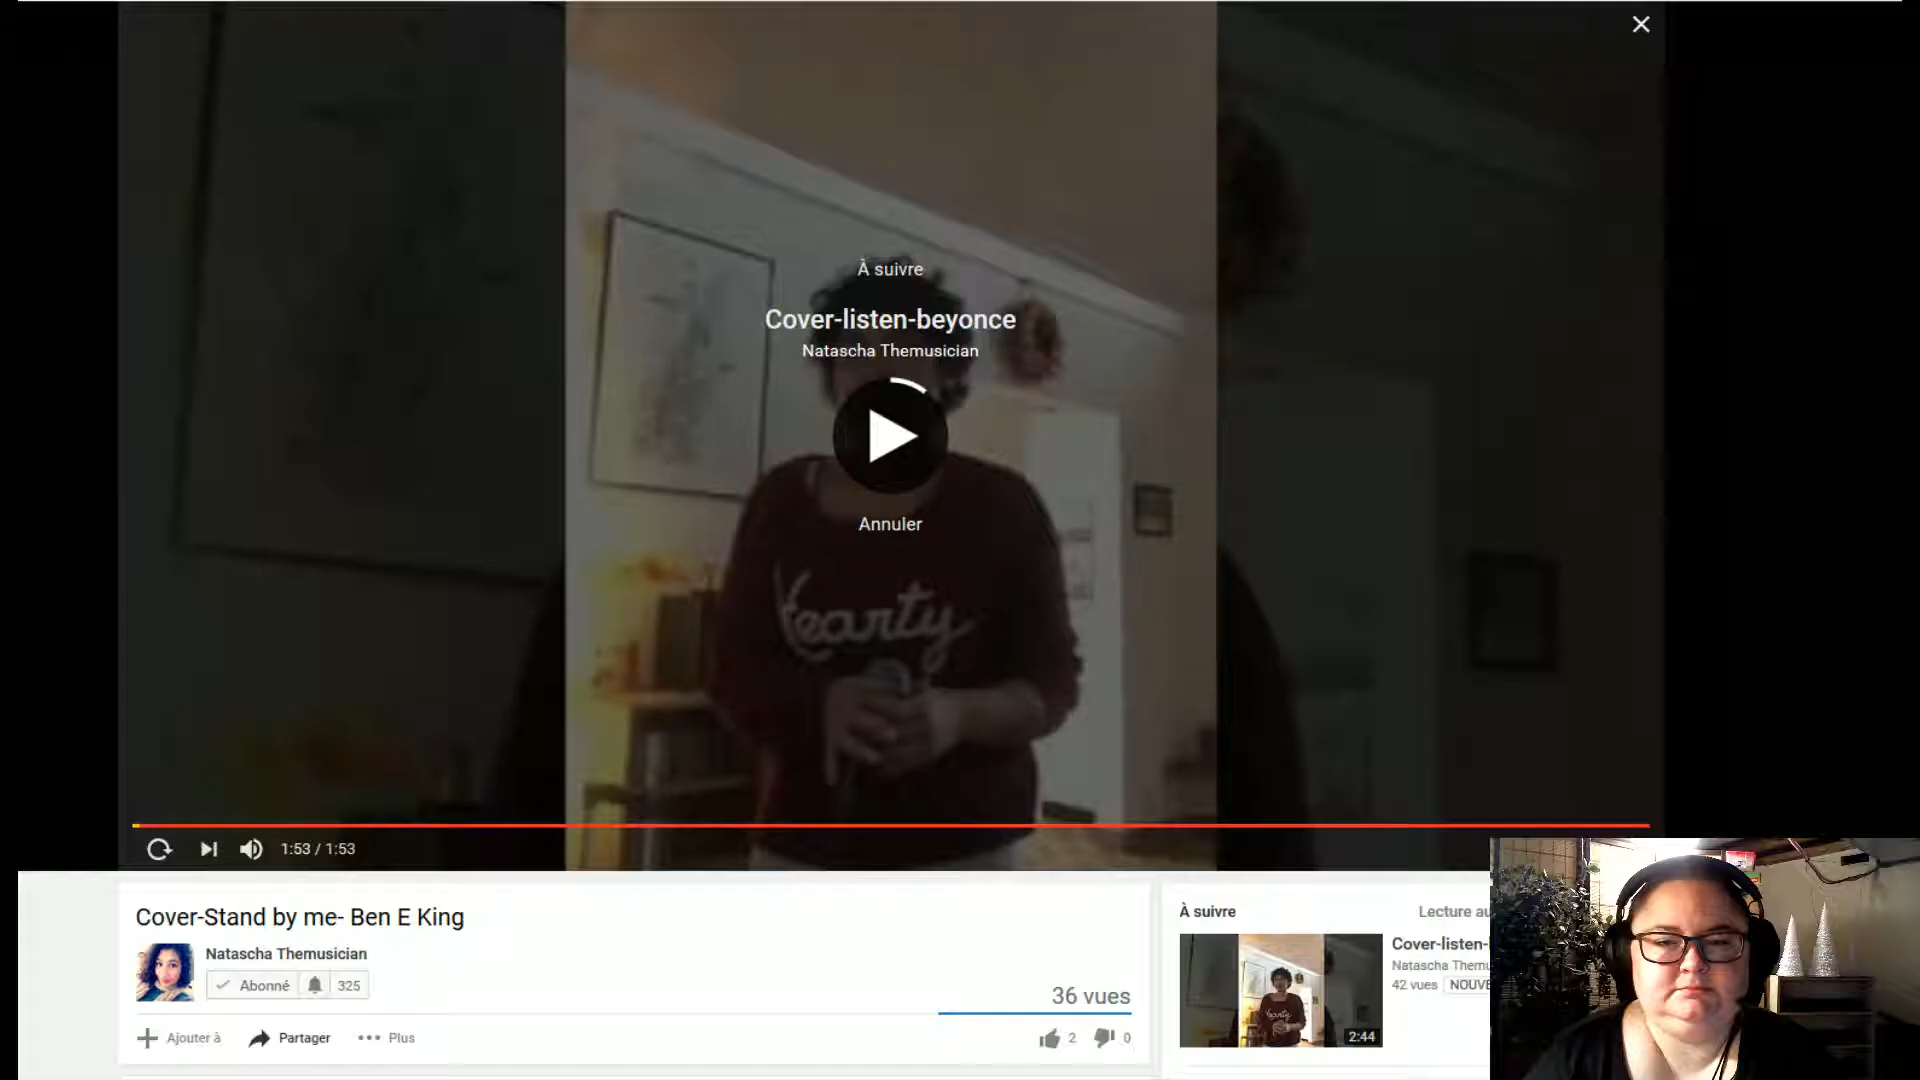 À suivre
Cover-listen-beyonce
Natascha Themusician
Annuler
Yearty
1:53 / 1:53
Cover-Stand by me- Ben E King
Natascha Themusician
Abonné 325
36 vues
Ajouter à Partager Plus
2 0
À suivre Lecture au
Cover-listen-
Natascha Themu
42 vues NOUVE
2:44